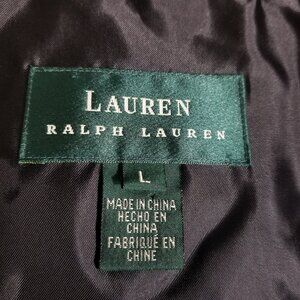 LAUREN
RALPH LAUREN
L
MADE IN CHINA
HECHO EN
CHINA
FABRIQUÉ EN
CHINE